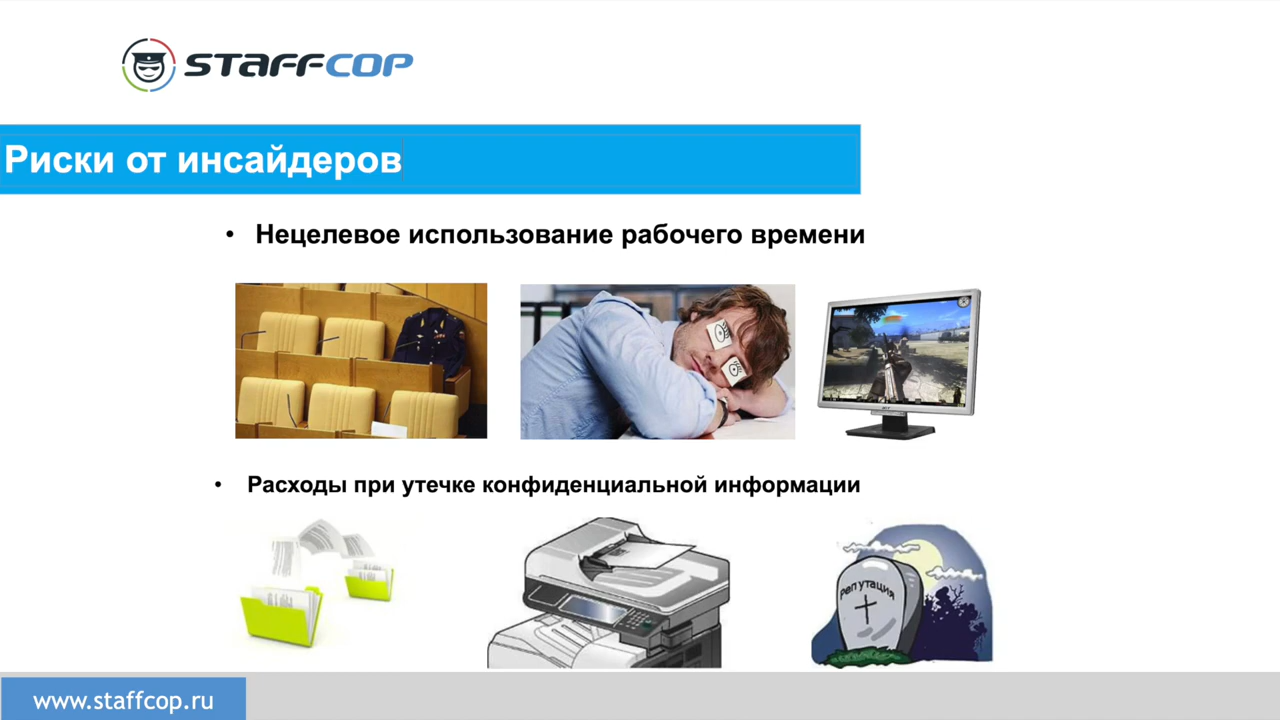 STAFFCOP
Риски от инсайдеров
• Нецелевое использование рабочего времени
• Расходы при утечке конфиденциальной информации
Репутация
www.staffcop.ru